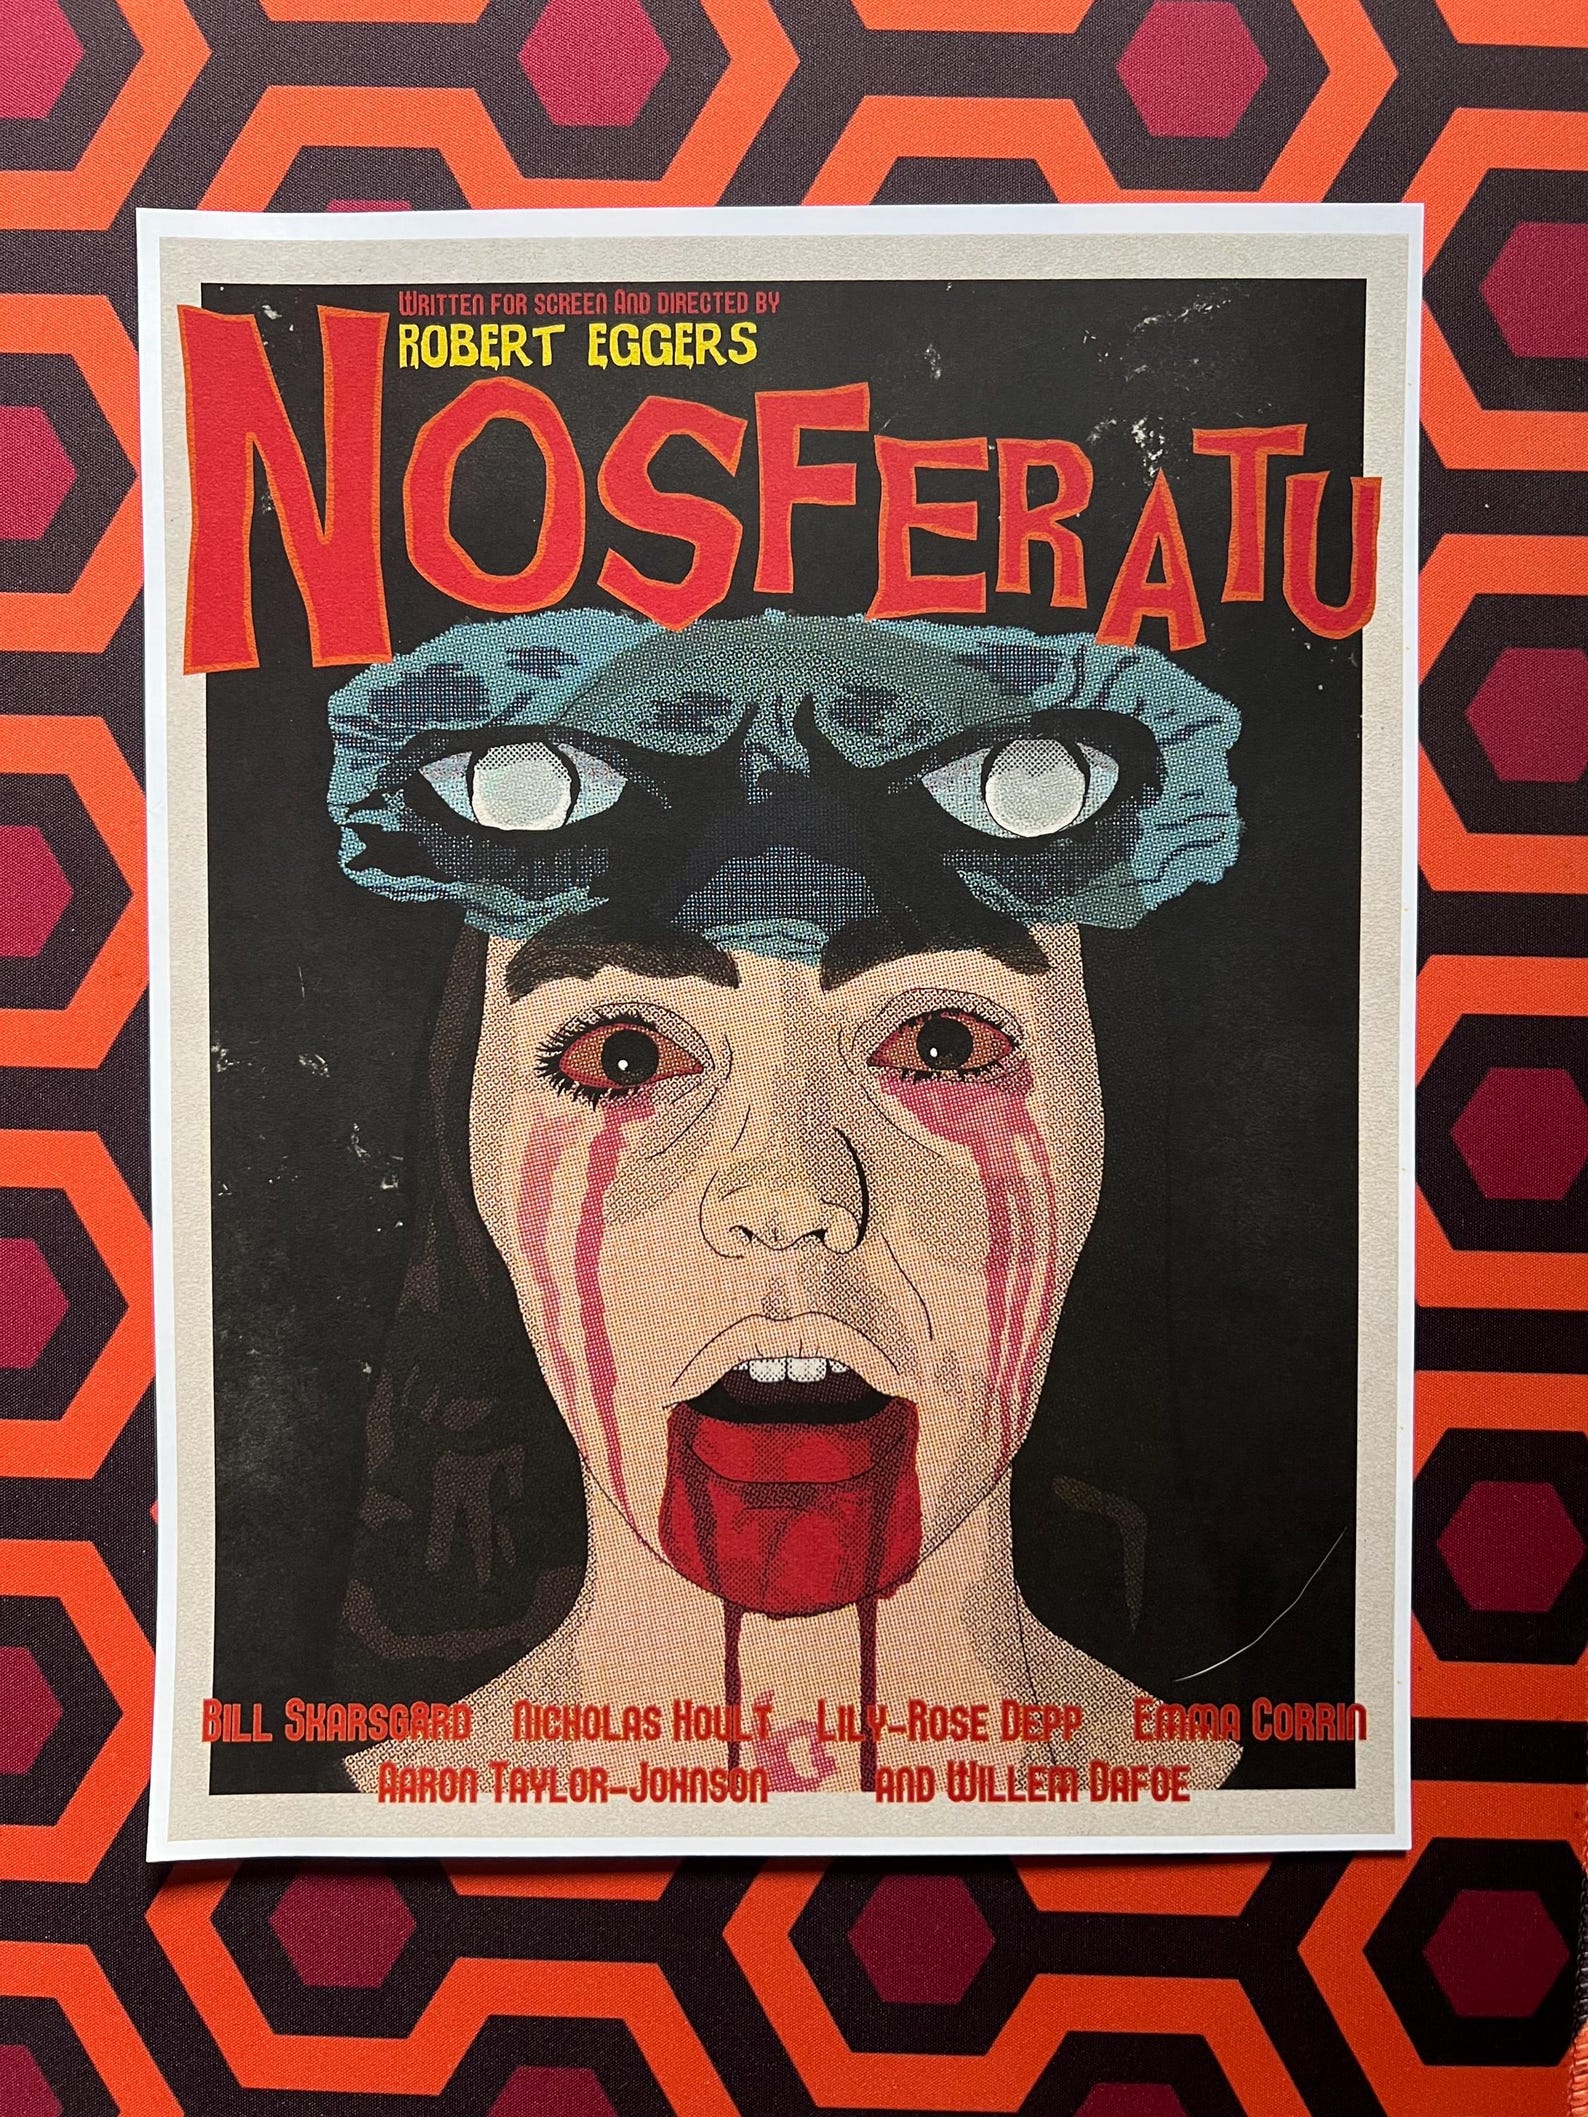 WRITTEN FOR SCREEN AND DIRECTED BY
ROBERT EGGERS
NOSFERATU
BILL SKARSGÅRD NICHOLAS HOULT LILY-ROSE DEPP EMMA CORRIN
AARON TAYLOR-JOHNSON AND WILLEM DAFOE